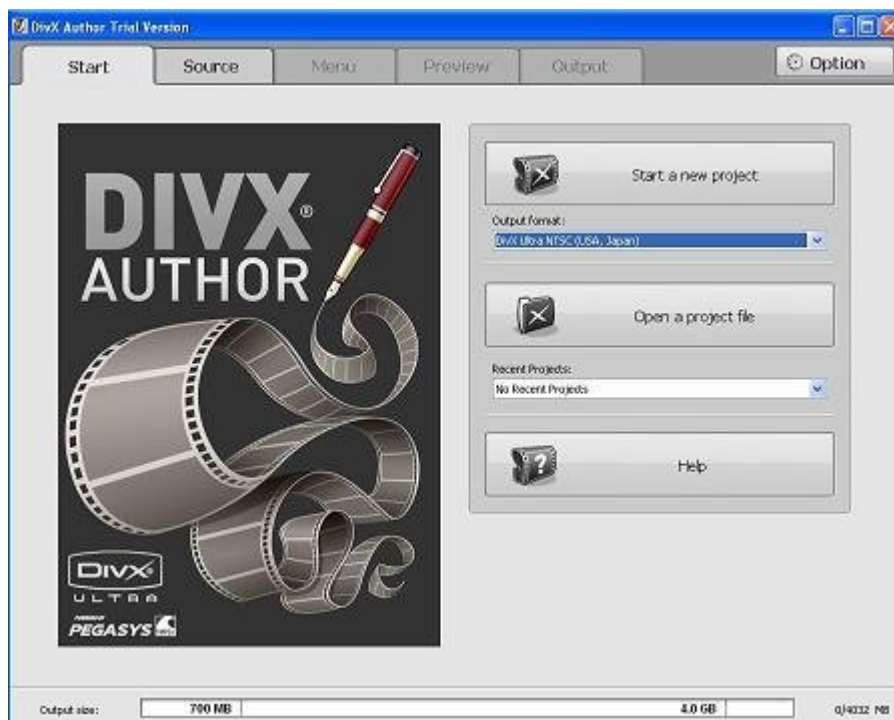 DivX Author Trial Version
Start Source Menu Preview Output Option
DIVX®
AUTHOR
DIVX®
ULTRA
POWERED BY
PEGASYS
Start a new project
Output format:
DivX Ultra NTSC (USA, Japan)
Open a project file
Recent Projects:
No Recent Projects
? Help
Output size: 700 MB 4.0 GB 0/4032 MB